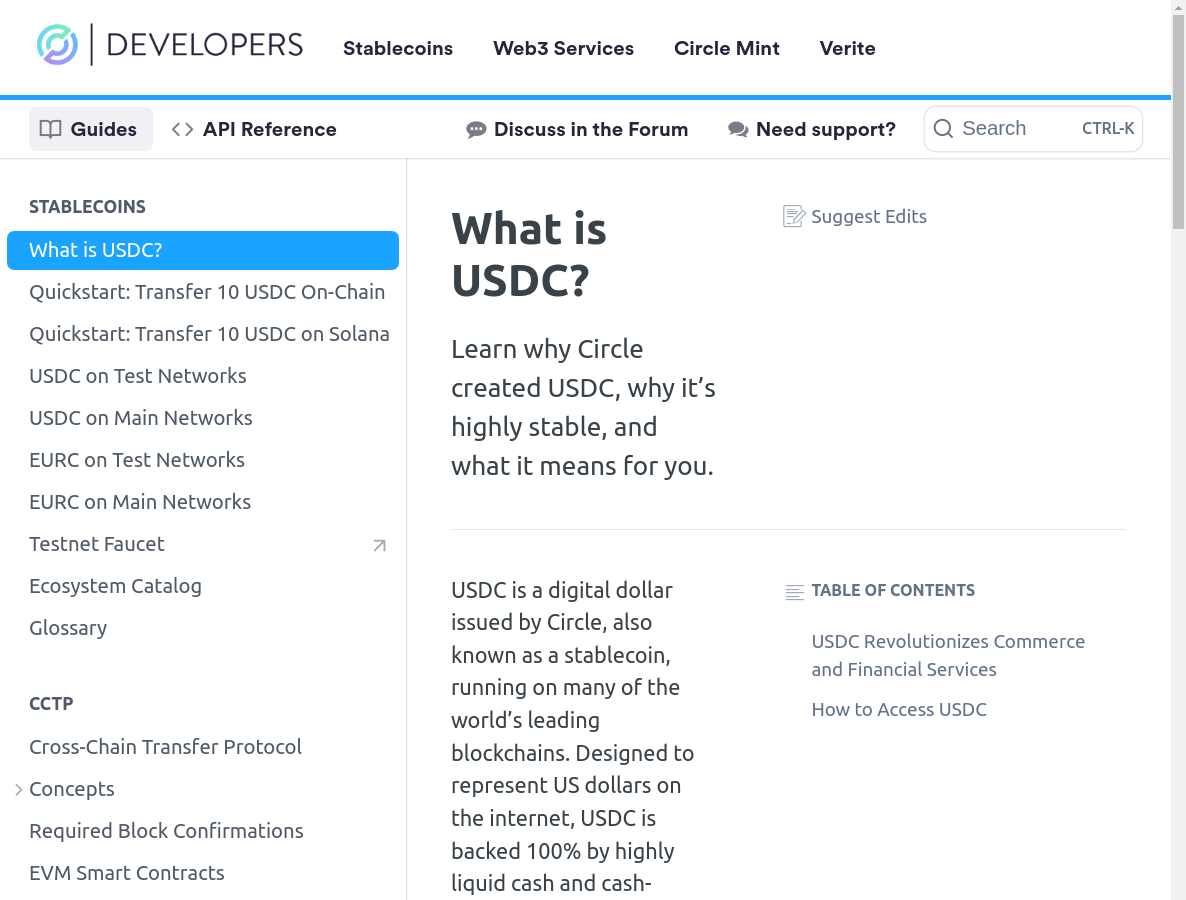 DEVELOPERS
Stablecoins
Web3 Services
Circle Mint
Verite
Guides
API Reference
Discuss in the Forum
Need support?
Search
CTRL-K
STABLECOINS
What is USDC?
Quickstart: Transfer 10 USDC On-Chain
Quickstart: Transfer 10 USDC on Solana
USDC on Test Networks
USDC on Main Networks
EURC on Test Networks
EURC on Main Networks
Testnet Faucet
Ecosystem Catalog
Glossary
CCTP
Cross-Chain Transfer Protocol
Concepts
Required Block Confirmations
EVM Smart Contracts
What is
USDC?
Suggest Edits
Learn why Circle
created USDC, why it’s
highly stable, and
what it means for you.
USDC is a digital dollar
issued by Circle, also
known as a stablecoin,
running on many of the
world’s leading
blockchains. Designed to
represent US dollars on
the internet, USDC is
backed 100% by highly
liquid cash and cash-
TABLE OF CONTENTS
USDC Revolutionizes Commerce
and Financial Services
How to Access USDC